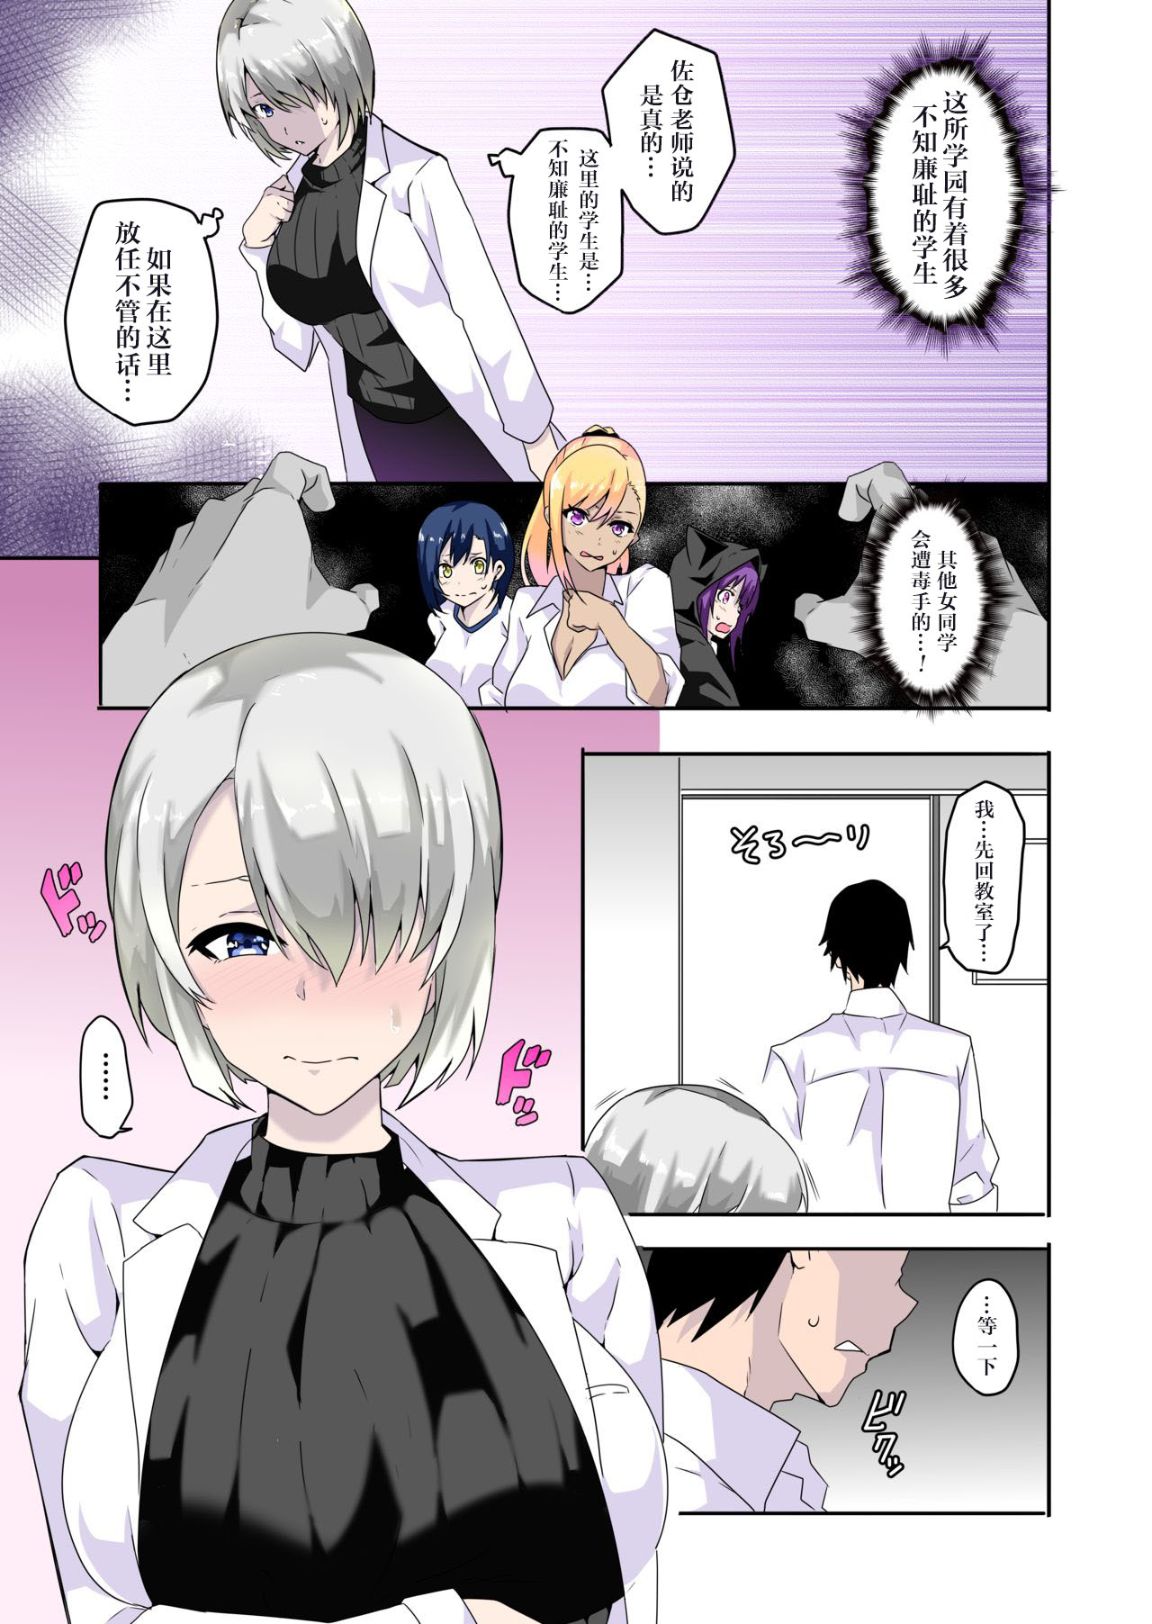 这所学园有着很多
不知廉耻的学生
佐仓老师说的
是真的…
这里的学生是…
不知廉耻的学生…
如果在这里
放任不管的话…
其他女同学
会遭毒手的…！
我…先回教室了…
そろ〜り
ドッ
ドッ
……
…等一下
ビクッ